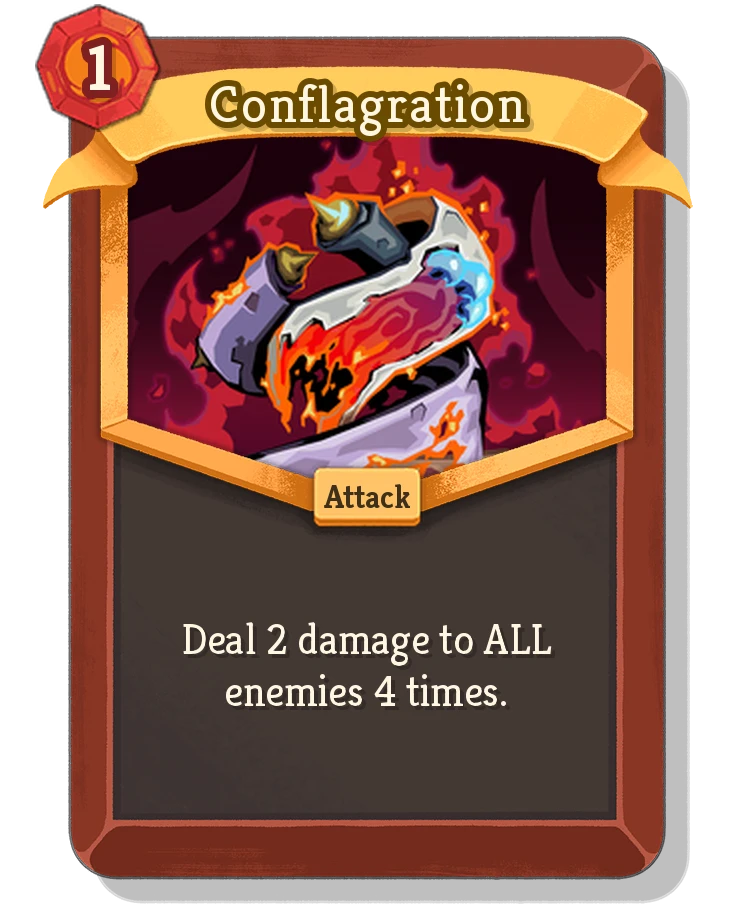 1
Conflagration
Attack
Deal 2 damage to ALL
enemies 4 times.